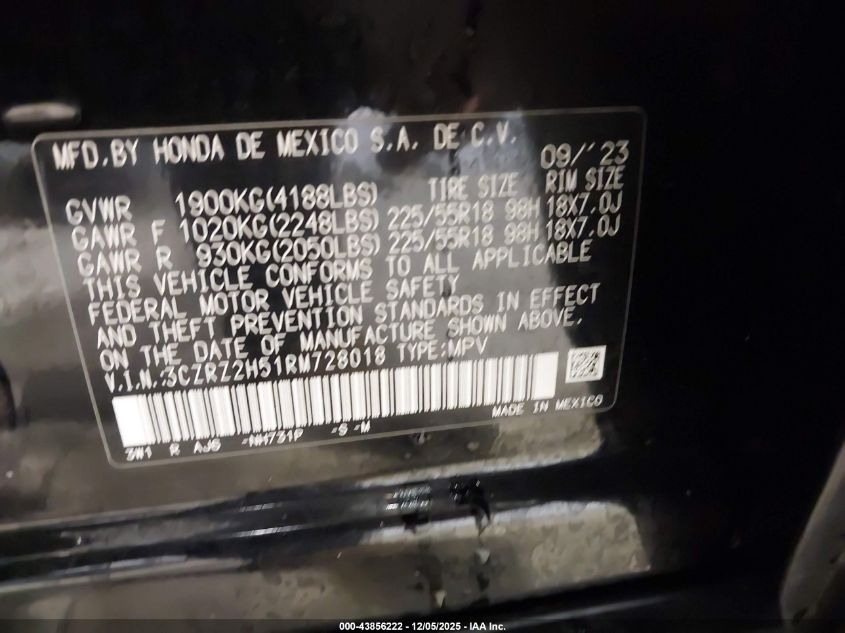 MFD.BY HONDA DE MEXICO S.A. DE C.V. 09/'23
TIRE SIZE RIM SIZE
GVWR 1900KG(4188LBS)
GAWR F 1020KG(2248LBS) 225/55R18 98H 18X7.0J
GAWR R 930KG(2050LBS) 225/55R18 98H 18X7.0J
THIS VEHICLE CONFORMS TO ALL APPLICABLE
FEDERAL MOTOR VEHICLE SAFETY
AND THEFT PREVENTION STANDARDS IN EFFECT
ON THE DATE OF MANUFACTURE SHOWN ABOVE.
V.I.N.:3CZRZ2H51RM728018 TYPE:MPV
MADE IN MEXICO
3W1 R AJG -NH731P -S -M
000-43856222 - 12/05/2025 - IAA Inc.